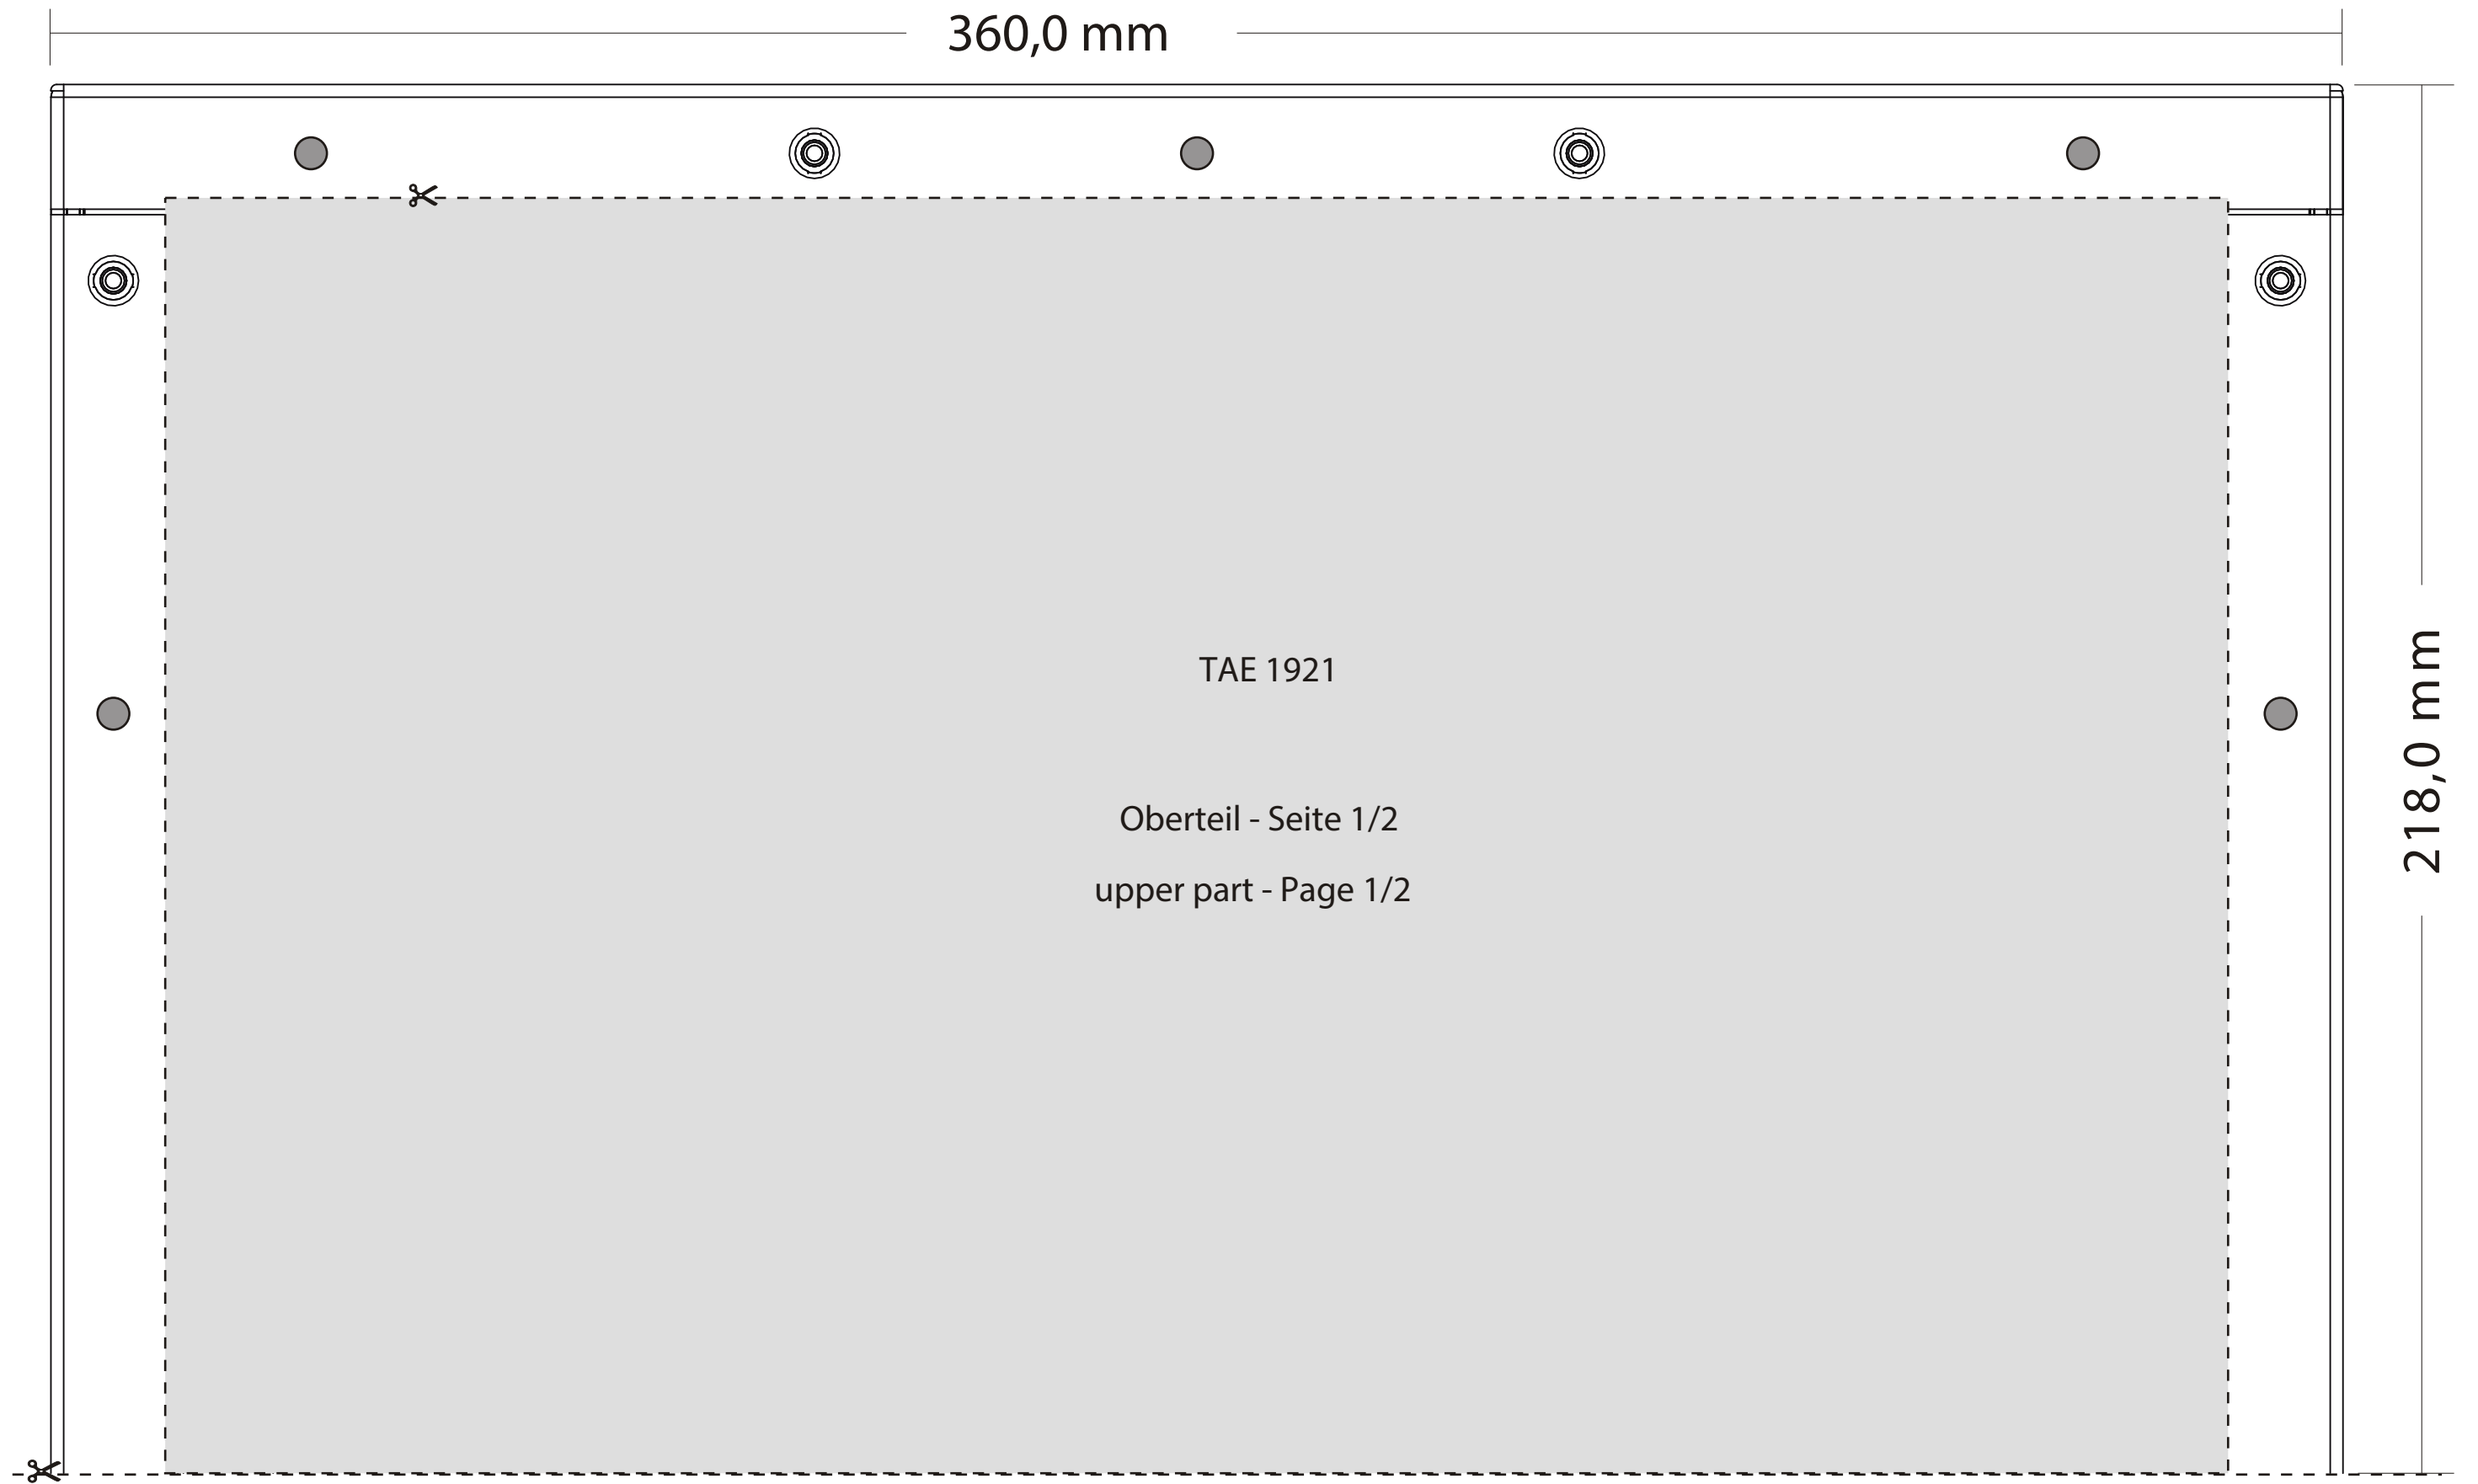 360,0 mm
218,0 mm
TAE 1921
Oberteil - Seite 1/2
upper part - Page 1/2